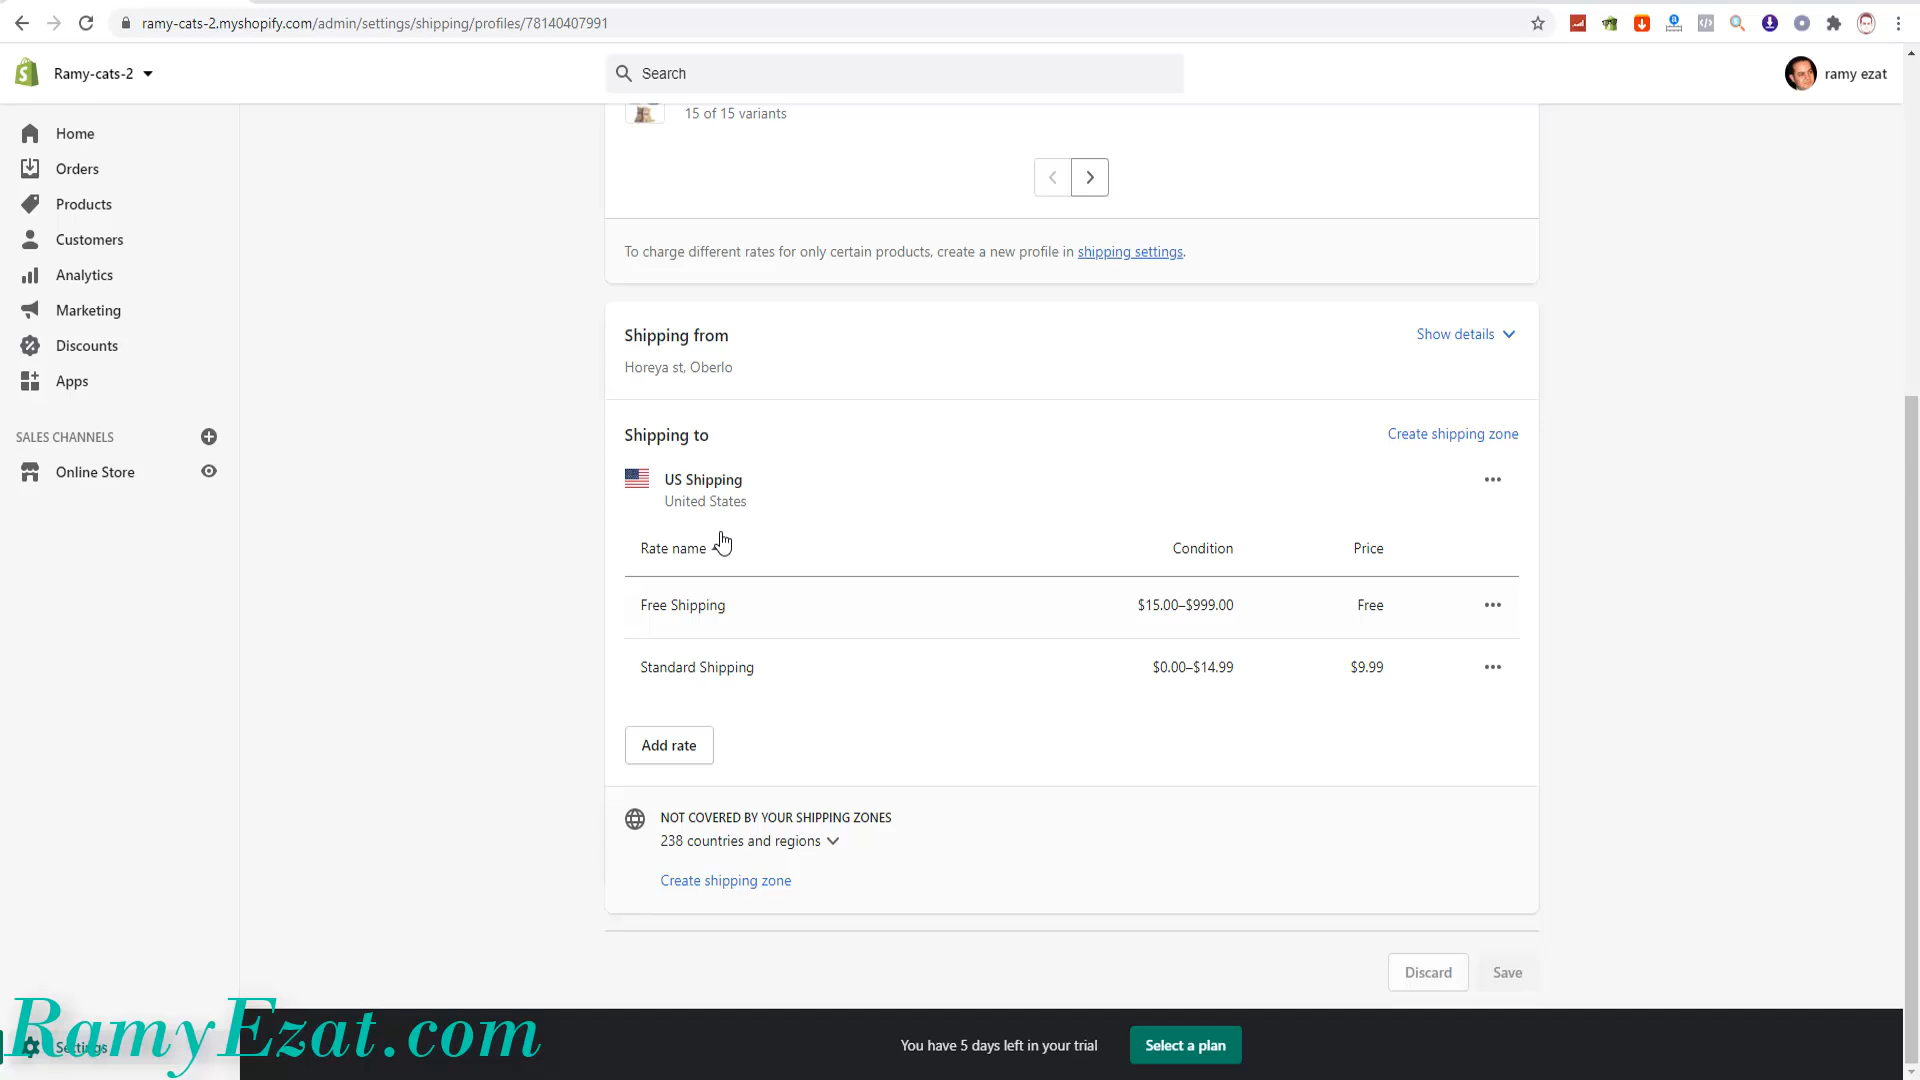 ramy-cats-2.myshopify.com/admin/settings/shipping/profiles/78140407991
Ramy-cats-2
Search
ramy ezat
Home
Orders
Products
Customers
Analytics
Marketing
Discounts
Apps
SALES CHANNELS
Online Store
15 of 15 variants
To charge different rates for only certain products, create a new profile in shipping settings.
Shipping from
Show details
Horeya st, Oberlo
Shipping to
Create shipping zone
US Shipping
United States
Rate name
Condition
Price
Free Shipping
$15.00–$999.00
Free
Standard Shipping
$0.00–$14.99
$9.99
Add rate
NOT COVERED BY YOUR SHIPPING ZONES
238 countries and regions
Create shipping zone
Discard
Save
Settings
RamyEzat.com
You have 5 days left in your trial
Select a plan